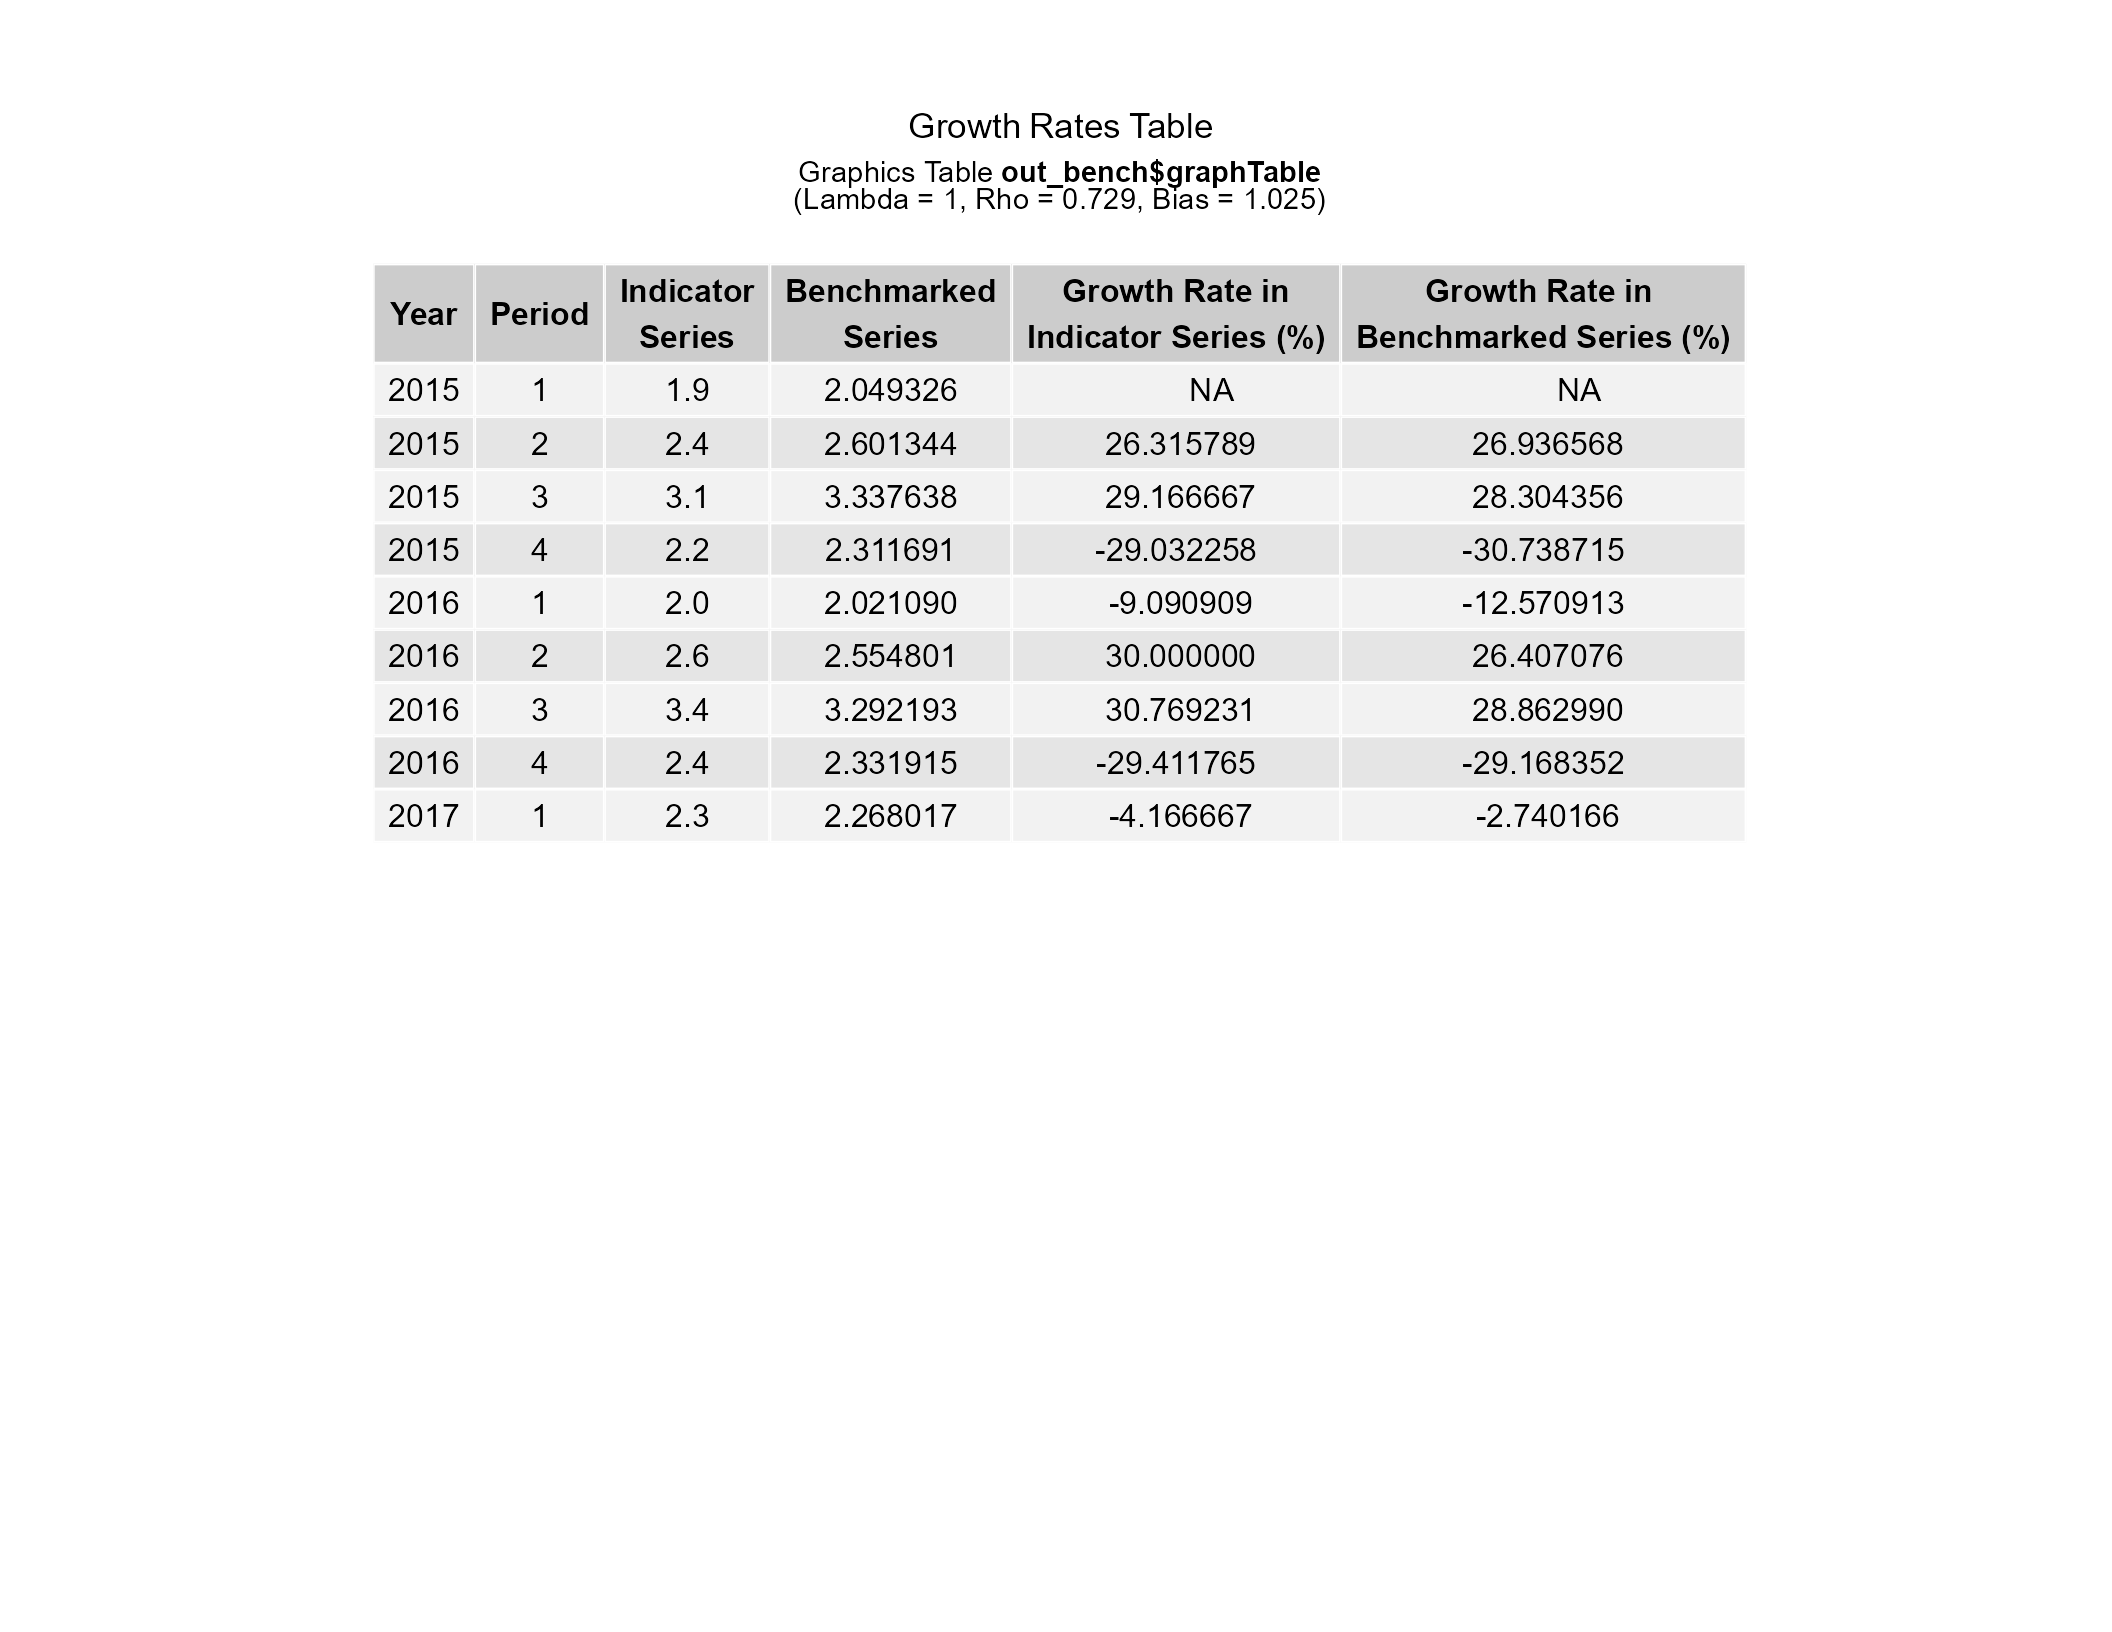 Growth Rates Table
Graphics Table out_bench$graphTable
(Lambda = 1, Rho = 0.729, Bias = 1.025)
Year Period Indicator Series Benchmarked Series Growth Rate in Indicator Series (%) Growth Rate in Benchmarked Series (%)
2015 1 1.9 2.049326 NA NA
2015 2 2.4 2.601344 26.315789 26.936568
2015 3 3.1 3.337638 29.166667 28.304356
2015 4 2.2 2.311691 -29.032258 -30.738715
2016 1 2.0 2.021090 -9.090909 -12.570913
2016 2 2.6 2.554801 30.000000 26.407076
2016 3 3.4 3.292193 30.769231 28.862990
2016 4 2.4 2.331915 -29.411765 -29.168352
2017 1 2.3 2.268017 -4.166667 -2.740166